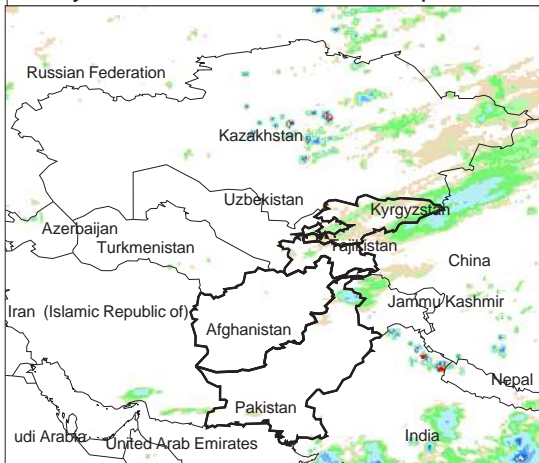 Russian Federation
Kazakhstan
Uzbekistan
Kyrgyzstan
Azerbaijan
Turkmenistan
Tajikistan
China
Iran (Islamic Republic of)
Jammu Kashmir
Afghanistan
Nepal
Pakistan
udi Arabia
United Arab Emirates
India